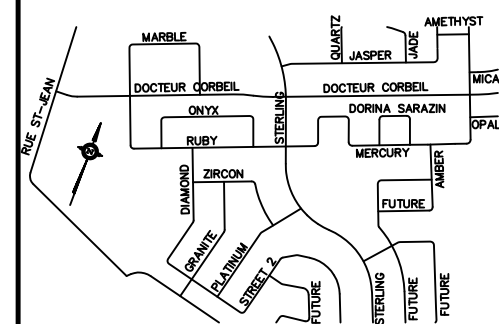 AMETHYST
MARBLE
QUARTZ
JADE
JASPER
MICA
RUE ST-JEAN
DOCTEUR CORBEIL
DOCTEUR CORBEIL
ONYX
STERLING
DORINA SARAZIN
OPAL
RUBY
MERCURY
ZIRCON
AMBER
DIAMOND
FUTURE
GRANITE
PLATINUM
STREET 2
FUTURE
STERLING
FUTURE
FUTURE